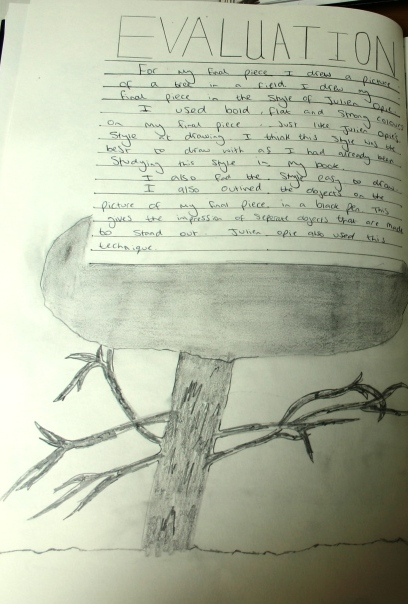 EVALUATION
For my final piece I drew a picture
of a tree in a field. I drew my
final piece in the style of Julien Opie.
I used bold, flat and strong colours
on my final piece. Just like Julien Opie's
style of drawing. I think this style was the
best to draw with as I had already been
studying this style in my book.
I also the style easy to draw.
I also outlined the objects on the
picture of my final piece in a black pen. This
gives the impression of separate objects that are made
to stand out. Julien opie also used this
technique.